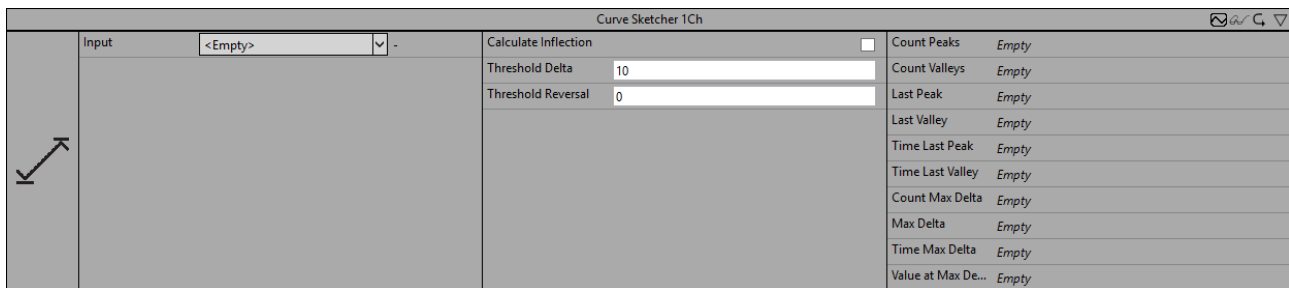 Curve Sketcher 1Ch
Input <Empty> -
Calculate Inflection
Threshold Delta 10
Threshold Reversal 0
Count Peaks Empty
Count Valleys Empty
Last Peak Empty
Last Valley Empty
Time Last Peak Empty
Time Last Valley Empty
Count Max Delta Empty
Max Delta Empty
Time Max Delta Empty
Value at Max De... Empty